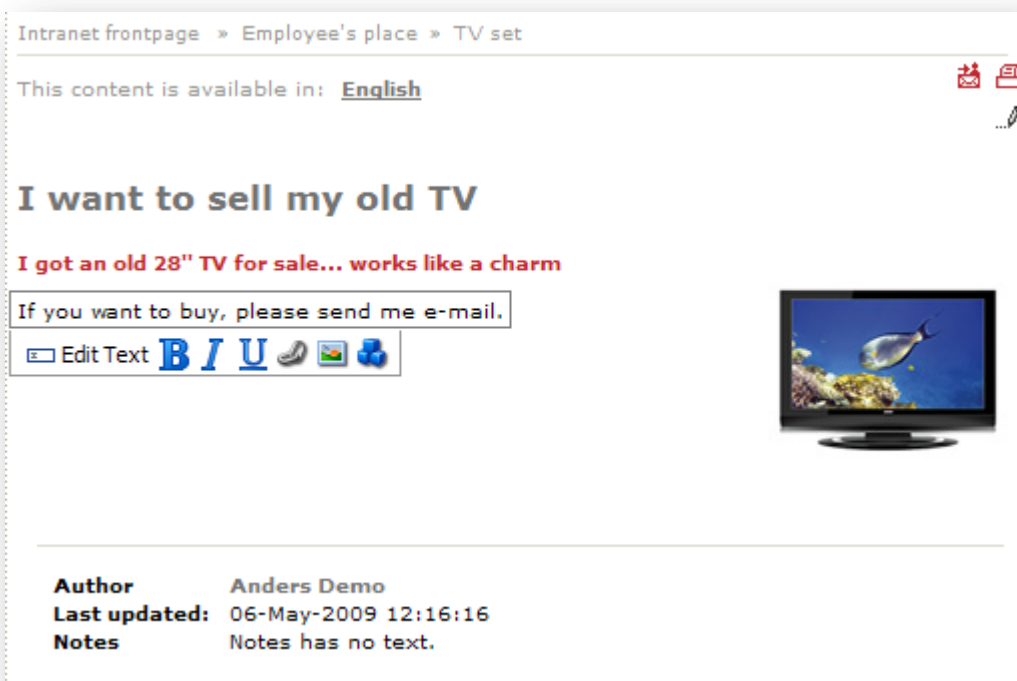 Intranet frontpage » Employee's place » TV set
This content is available in: English
I want to sell my old TV
I got an old 28" TV for sale... works like a charm
If you want to buy, please send me e-mail.
Edit Text B I U
Author Anders Demo
Last updated: 06-May-2009 12:16:16
Notes Notes has no text.